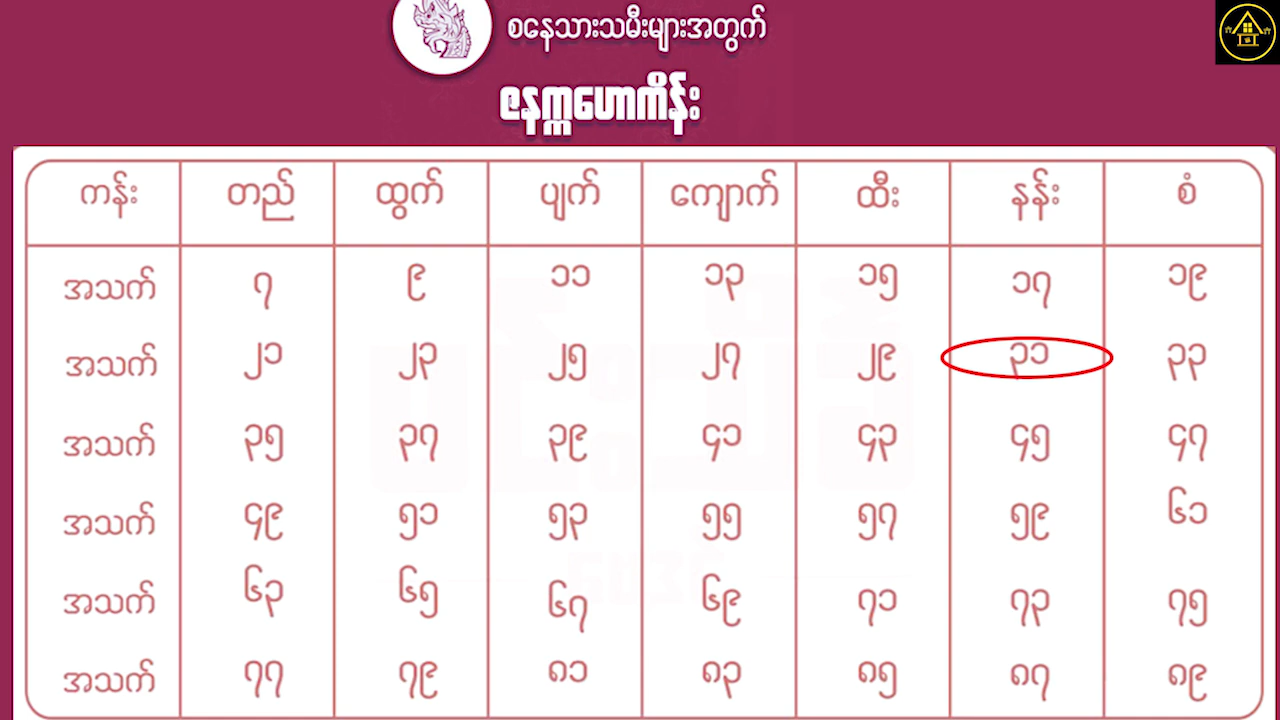 စနေသားသမီးများအတွက်
ဇနက္ကဟောကိန်း
ကန်း တည် ထွက် ပျက် ကျောက် ထီး နန်း စံ
အသက် ၇ ၉ ၁၁ ၁၃ ၁၅ ၁၇ ၁၉
အသက် ၂၁ ၂၃ ၂၅ ၂၇ ၂၉ ၃၁ ၃၃
အသက် ၃၅ ၃၇ ၃၉ ၄၁ ၄၃ ၄၅ ၄၇
အသက် ၄၉ ၅၁ ၅၃ ၅၅ ၅၇ ၅၉ ၆၁
အသက် ၆၃ ၆၅ ၆၇ ၆၉ ၇၁ ၇၃ ၇၅
အသက် ၇၇ ၇၉ ၈၁ ၈၃ ၈၅ ၈၇ ၈၉